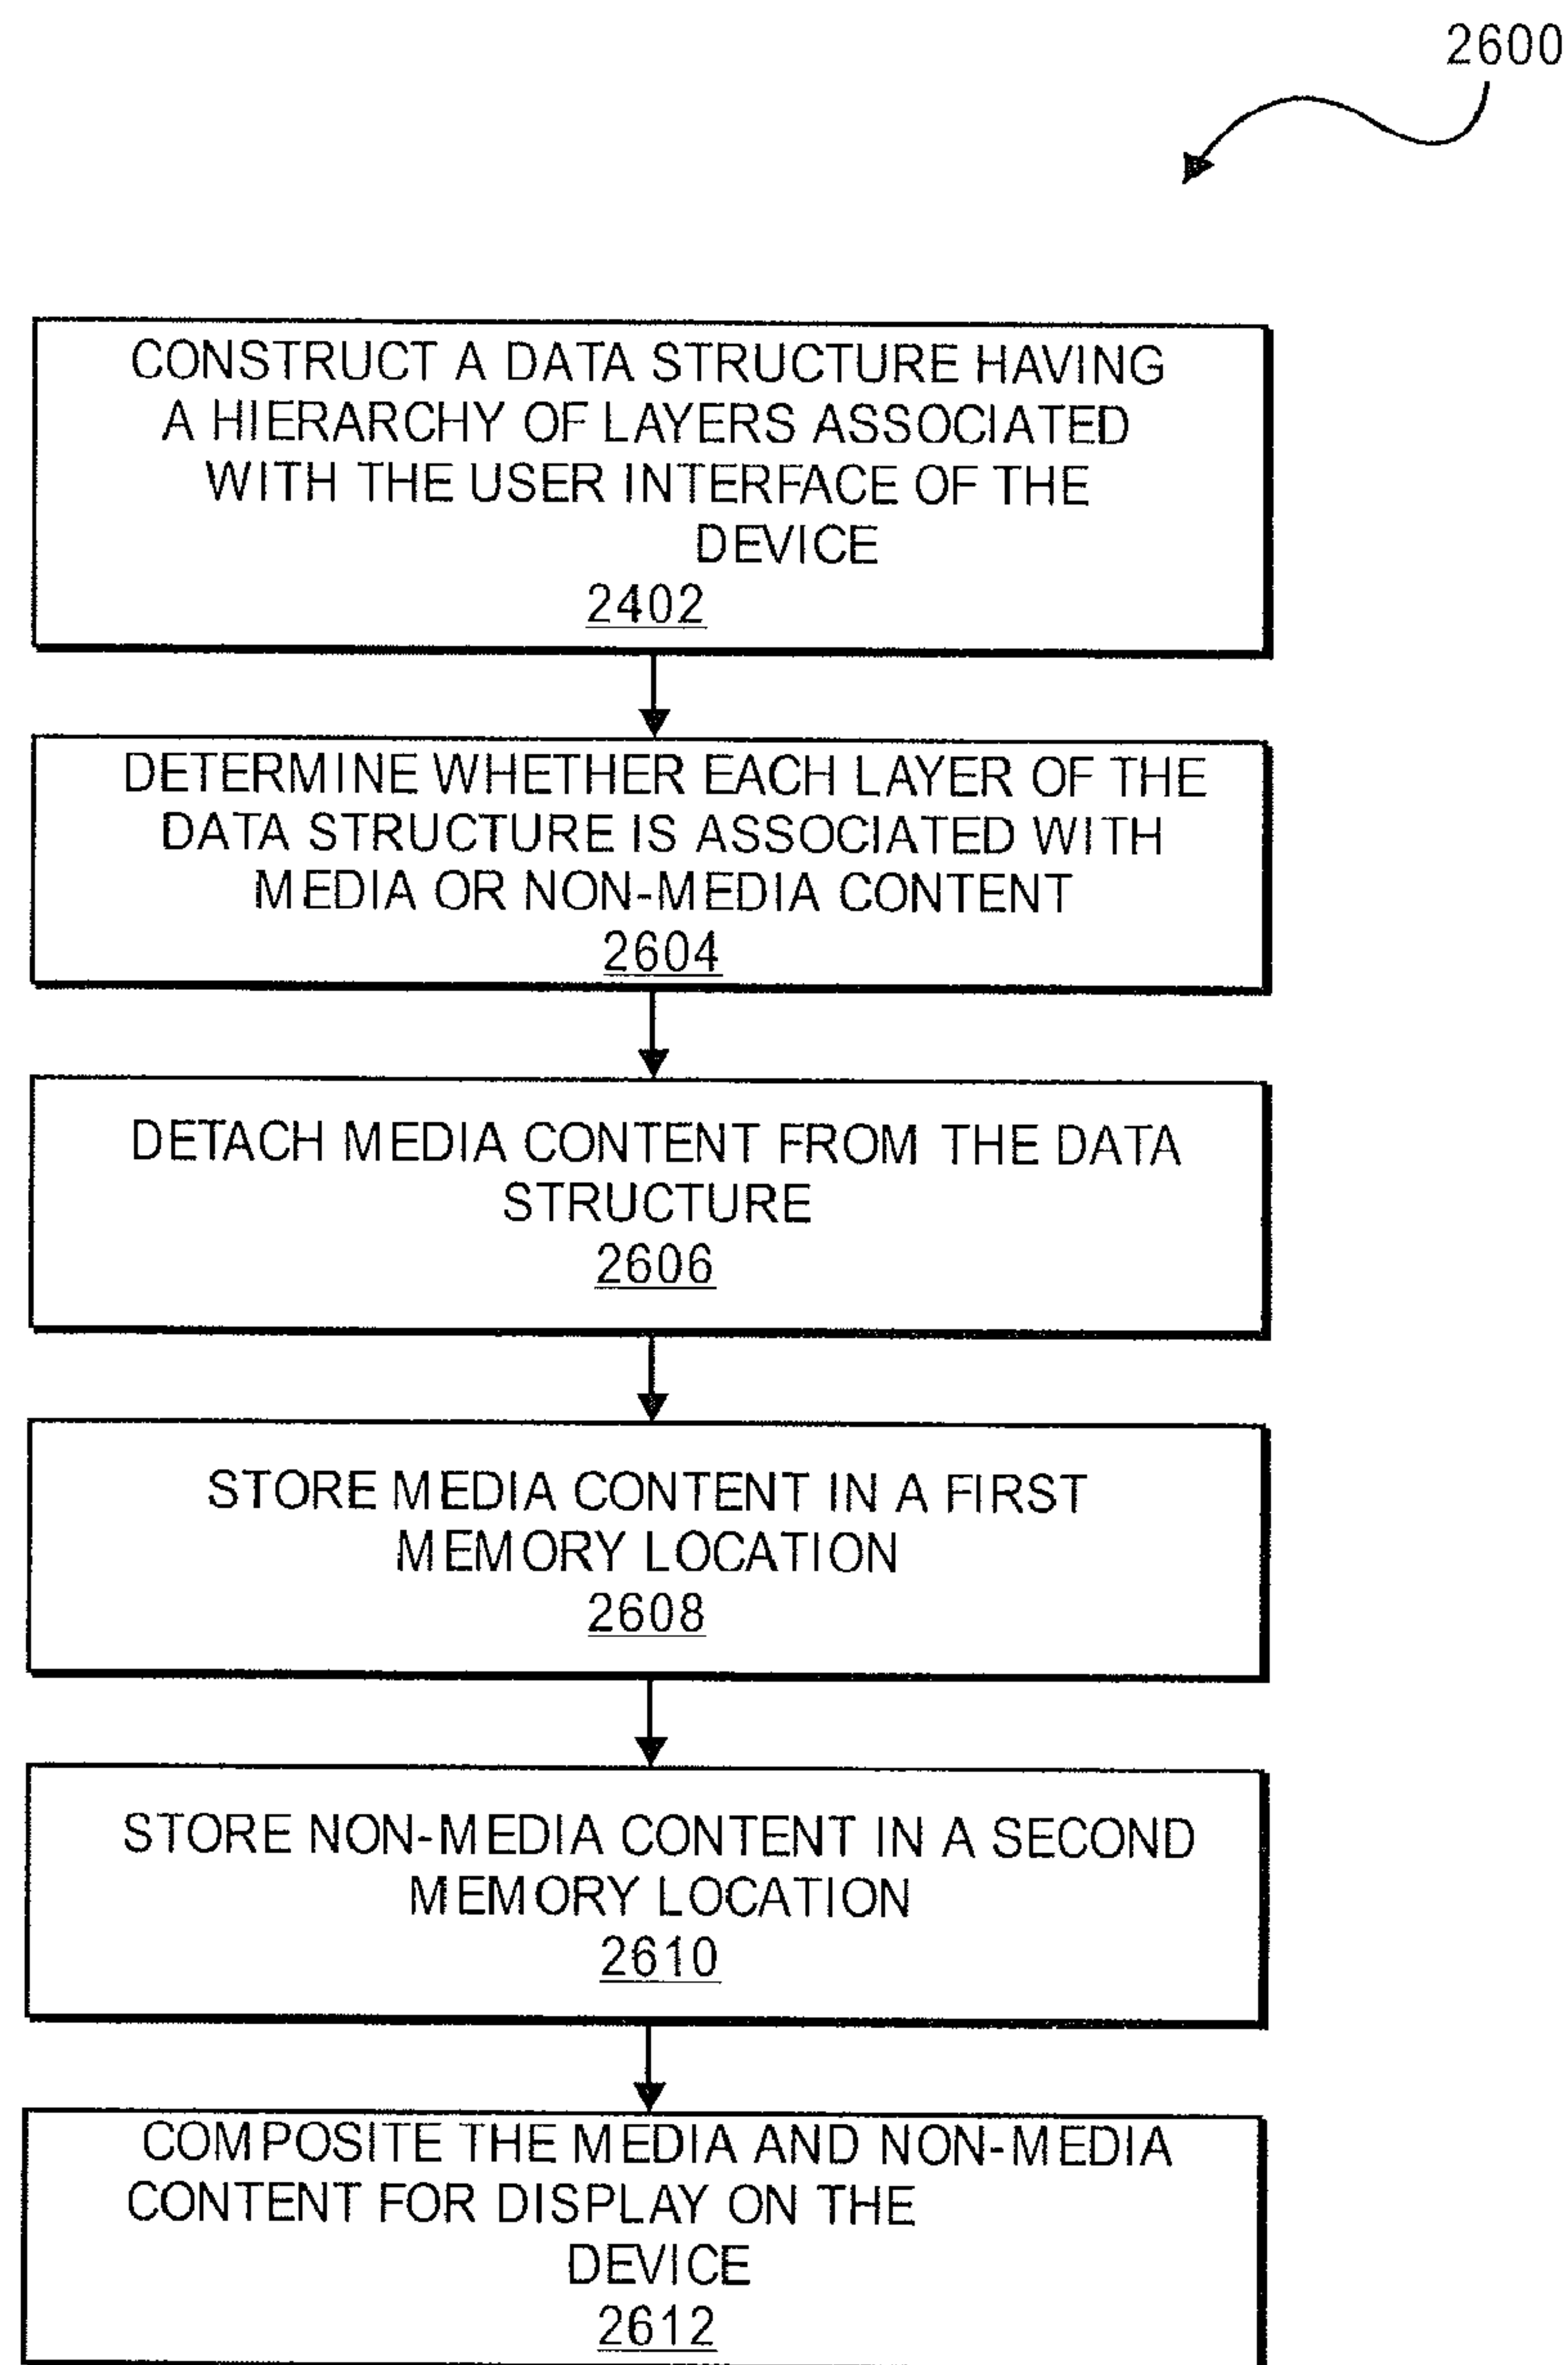 2600
CONSTRUCT A DATA STRUCTURE HAVING
A HIERARCHY OF LAYERS ASSOCIATED
WITH THE USER INTERFACE OF THE
DEVICE
2402
DETERMINE WHETHER EACH LAYER OF THE
DATA STRUCTURE IS ASSOCIATED WITH
MEDIA OR NON-MEDIA CONTENT
2604
DETACH MEDIA CONTENT FROM THE DATA
STRUCTURE
2606
STORE MEDIA CONTENT IN A FIRST
MEMORY LOCATION
2608
STORE NON-MEDIA CONTENT IN A SECOND
MEMORY LOCATION
2610
COMPOSITE THE MEDIA AND NON-MEDIA
CONTENT FOR DISPLAY ON THE
DEVICE
2612